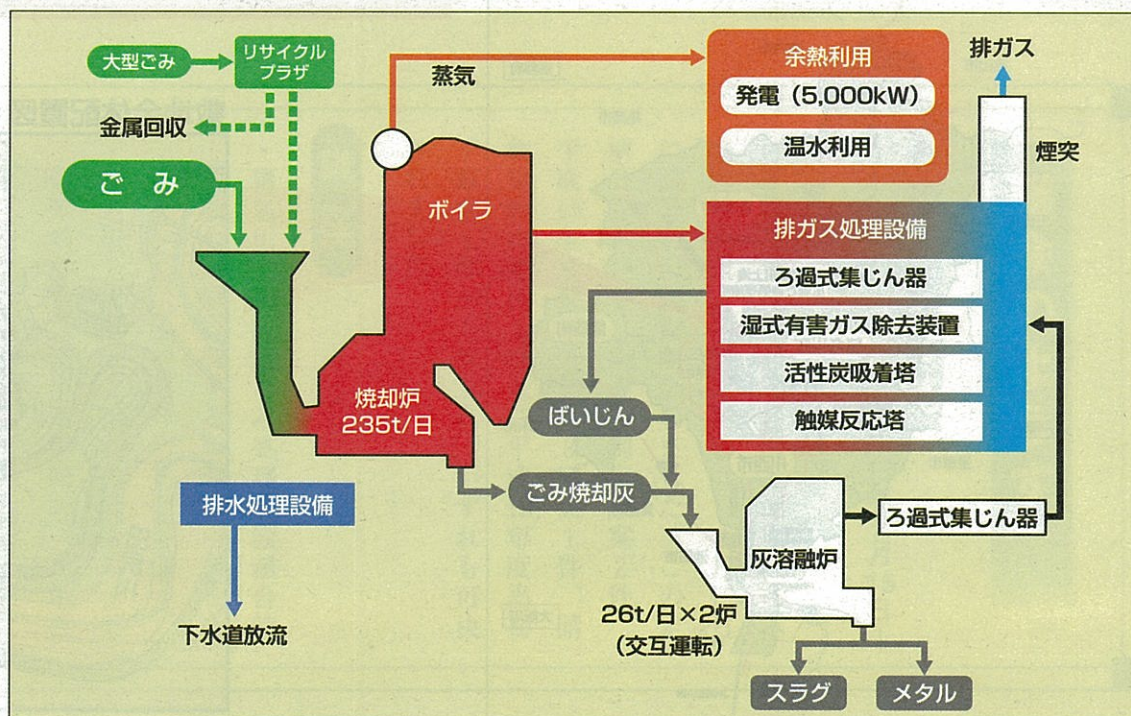 大型ごみ
リサイクル
プラザ
金属回収
ごみ
蒸気
余熱利用
発電（5,000kW）
温水利用
排ガス
煙突
ボイラ
排ガス処理設備
ろ過式集じん器
湿式有害ガス除去装置
活性炭吸着塔
触媒反応塔
焼却炉
235t/日
ばいじん
ごみ焼却灰
排水処理設備
下水道放流
灰溶融炉
ろ過式集じん器
26t/日×2炉
（交互運転）
スラグ
メタル